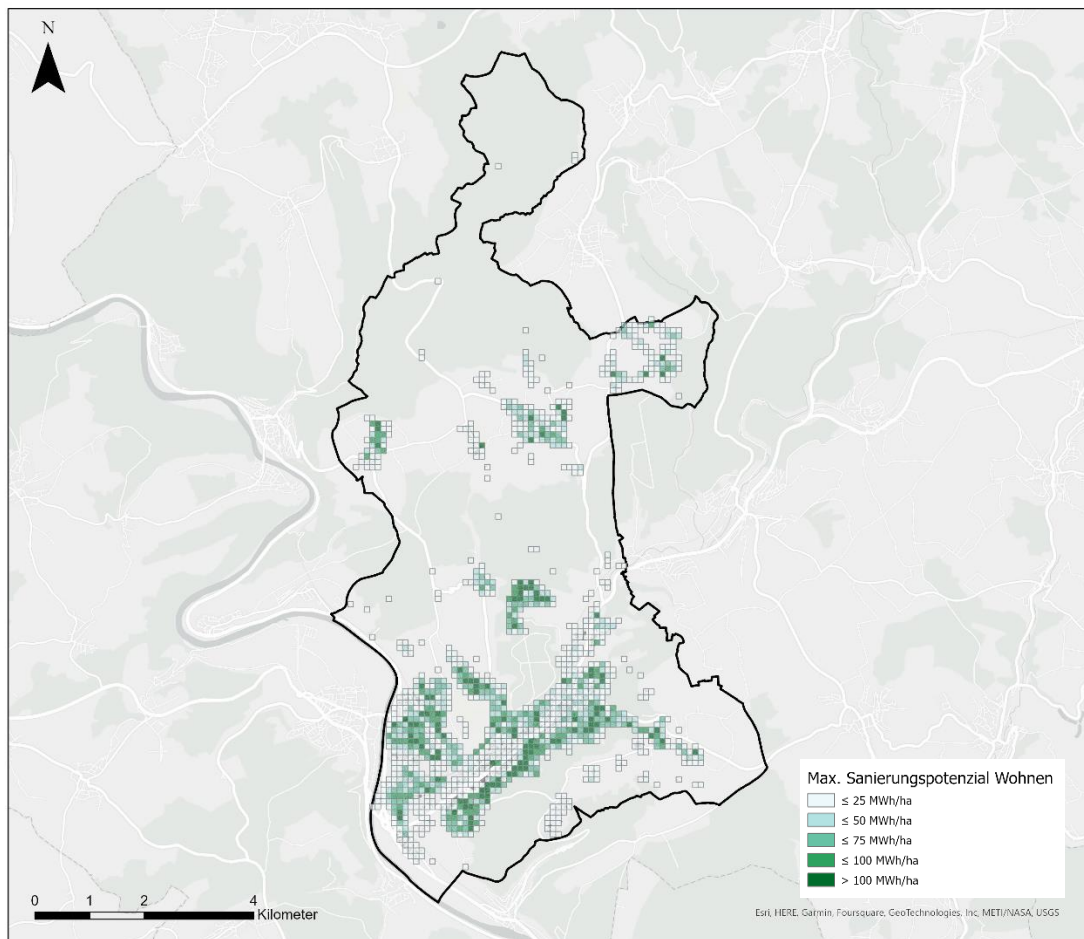 N
Max. Sanierungspotenzial Wohnen
≤ 25 MWh/ha
≤ 50 MWh/ha
≤ 75 MWh/ha
≤ 100 MWh/ha
> 100 MWh/ha
0 1 2 4
Kilometer
Esri, HERE, Garmin, Foursquare, GeoTechnologies, Inc, METI/NASA, USGS